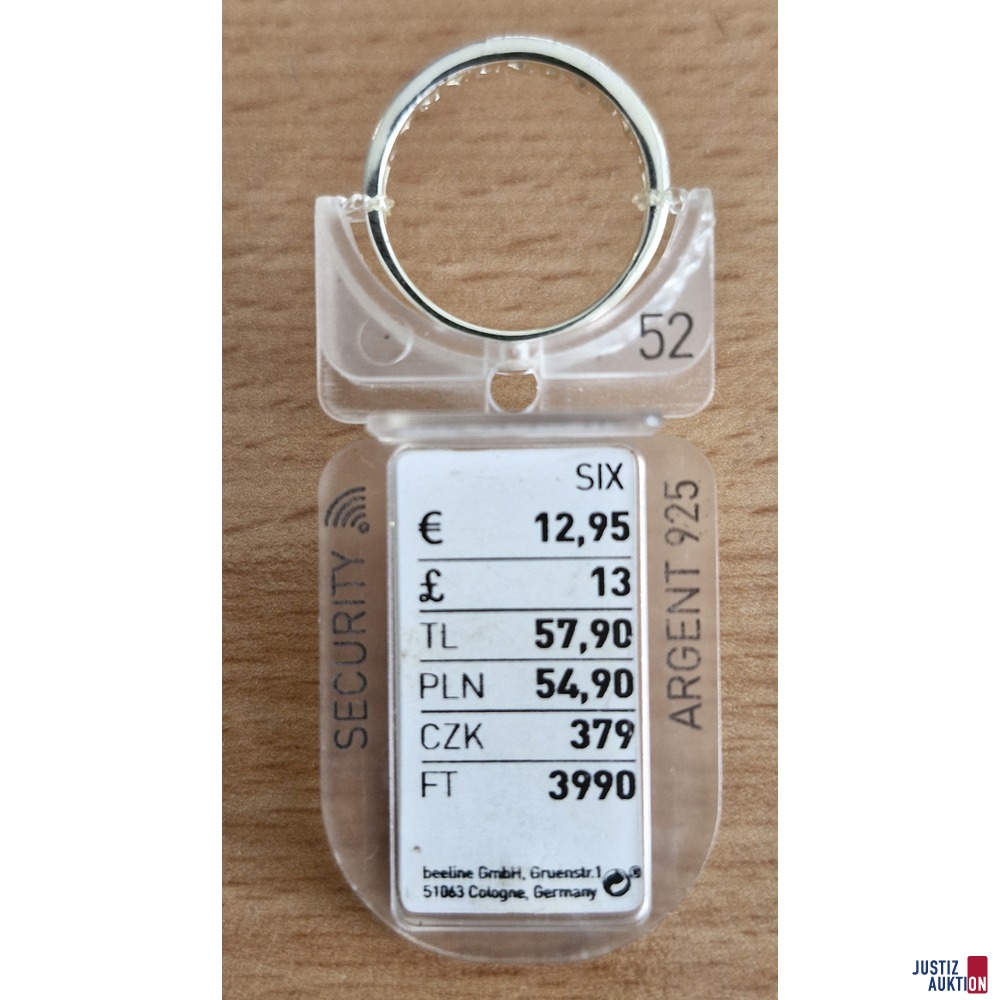 52
SIX
€ 12,95
£ 13
TL 57,90
PLN 54,90
CZK 379
FT 3990
beeline GmbH, Gruenstr.1
51063 Cologne, Germany
SECURITY
ARGENT 925
JUSTIZ
AUKTION